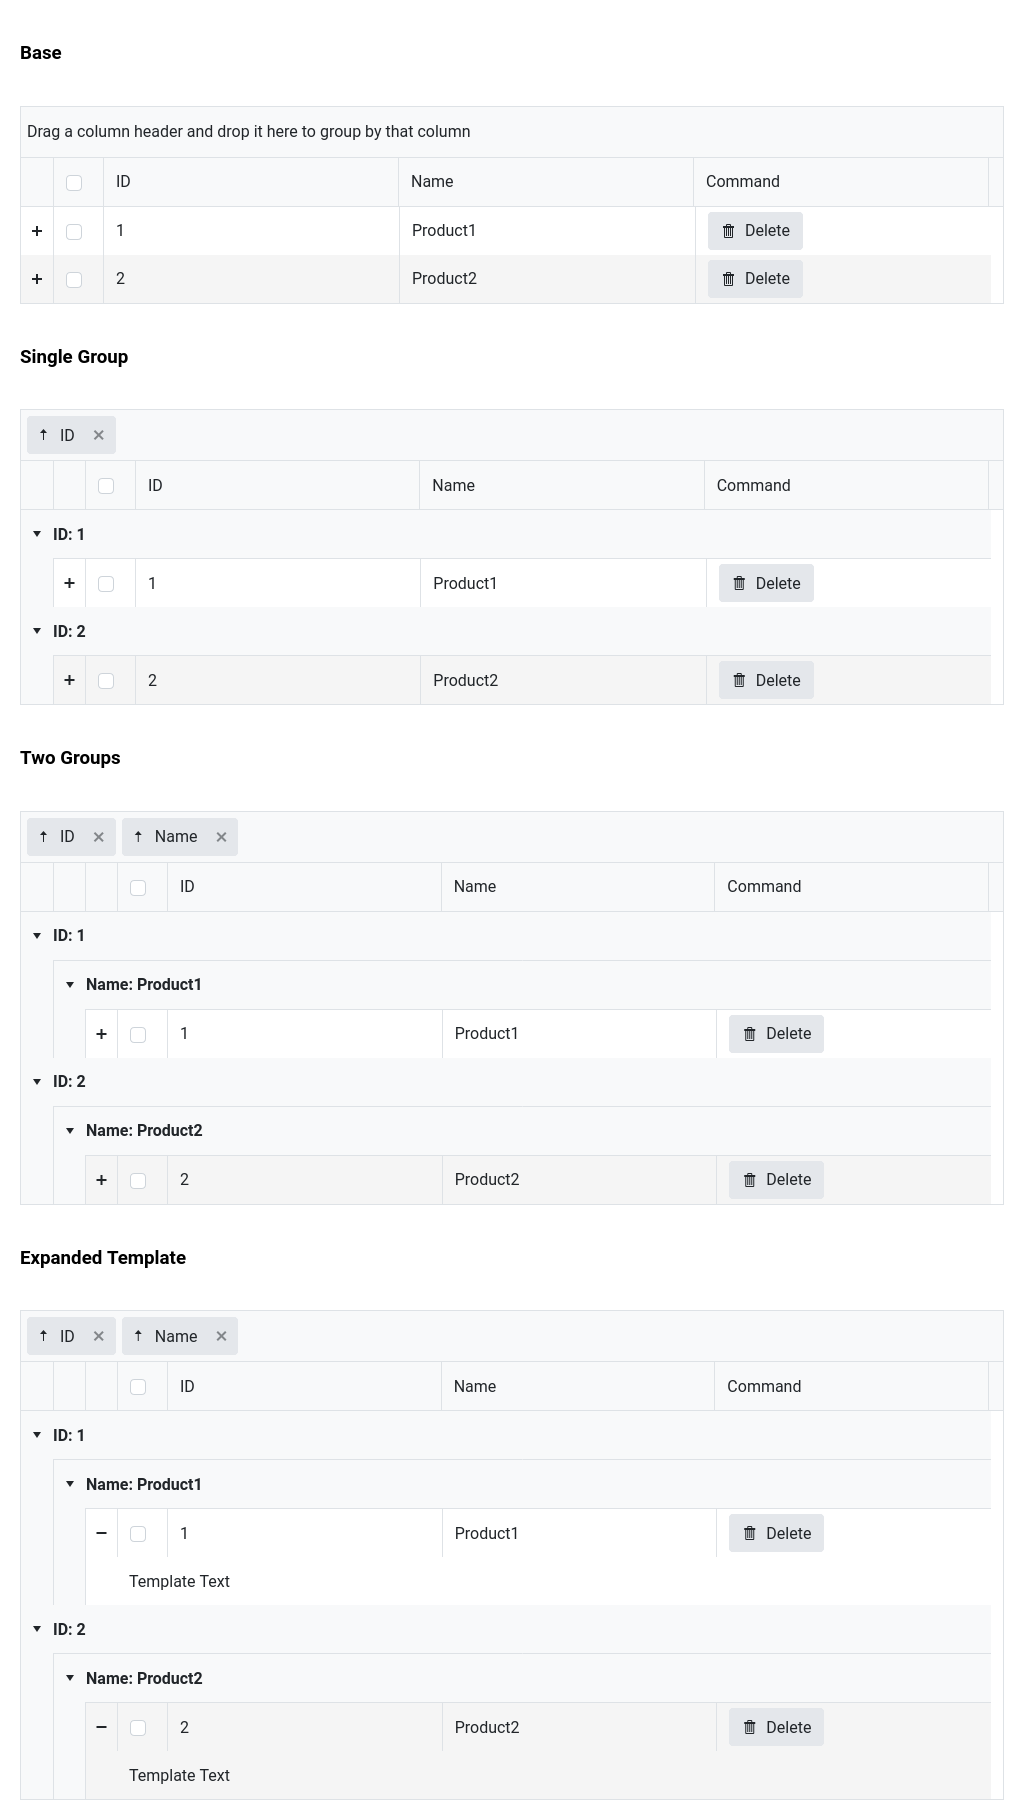 Base
Drag a column header and drop it here to group by that column
ID Name Command
1 Product1 Delete
2 Product2 Delete
Single Group
ID
ID Name Command
ID: 1
1 Product1 Delete
ID: 2
2 Product2 Delete
Two Groups
ID Name
ID Name Command
ID: 1
Name: Product1
1 Product1 Delete
ID: 2
Name: Product2
2 Product2 Delete
Expanded Template
ID Name
ID Name Command
ID: 1
Name: Product1
1 Product1 Delete
Template Text
ID: 2
Name: Product2
2 Product2 Delete
Template Text